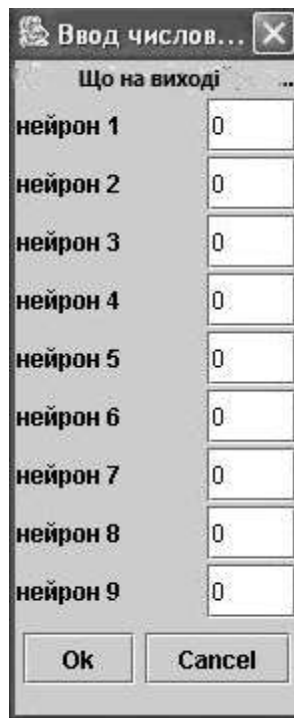 Ввод числов...
Що на виході ...
нейрон 1 0
нейрон 2 0
нейрон 3 0
нейрон 4 0
нейрон 5 0
нейрон 6 0
нейрон 7 0
нейрон 8 0
нейрон 9 0
Ok Cancel